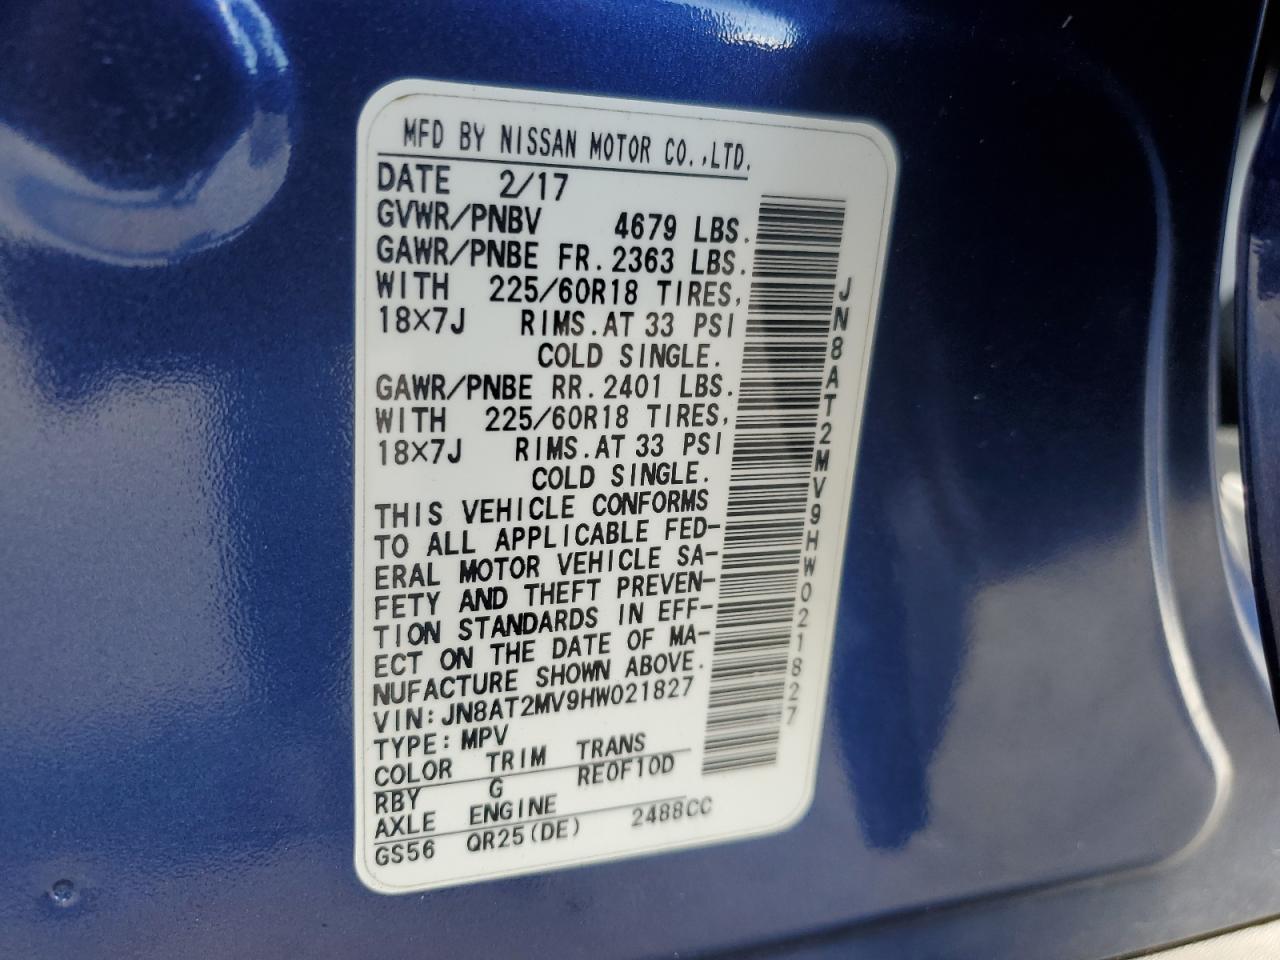 MFD BY NISSAN MOTOR CO.,LTD.
DATE 2/17
GVWR/PNBV 4679 LBS.
GAWR/PNBE FR. 2363 LBS.
WITH 225/60R18 TIRES,
18×7J RIMS.AT 33 PSI
COLD SINGLE.
GAWR/PNBE RR. 2401 LBS.
WITH 225/60R18 TIRES,
18×7J RIMS.AT 33 PSI
COLD SINGLE.
THIS VEHICLE CONFORMS
TO ALL APPLICABLE FED-
ERAL MOTOR VEHICLE SA-
FETY AND THEFT PREVEN-
TION STANDARDS IN EFF-
ECT ON THE DATE OF MA-
NUFACTURE SHOWN ABOVE.
VIN:JN8AT2MV9HW021827
TYPE:MPV
COLOR TRIM TRANS
RBY G RE0F10D
AXLE ENGINE
GS56 QR25(DE) 2488CC
JN8AT2MV9HW021827